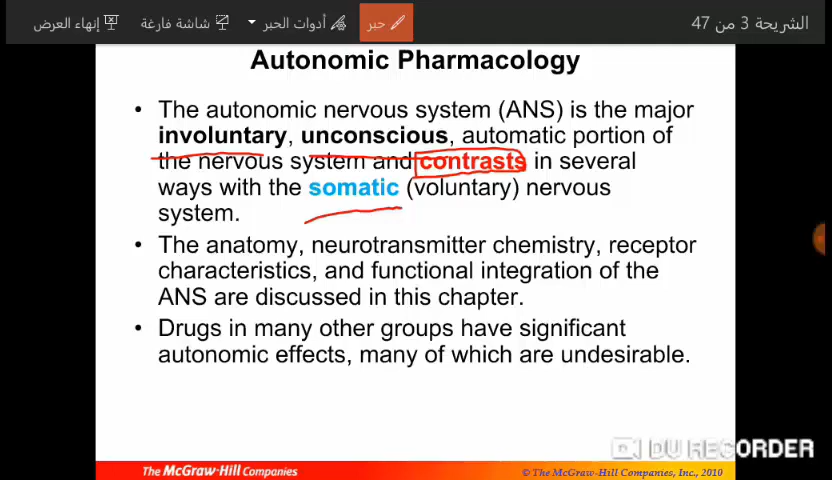 الشريحة 3 من 47
حبر
أدوات الحبر
شاشة فارغة
إنهاء العرض
Autonomic Pharmacology
• The autonomic nervous system (ANS) is the major
involuntary, unconscious, automatic portion of
the nervous system and contrasts in several
ways with the somatic (voluntary) nervous
system.
• The anatomy, neurotransmitter chemistry, receptor
characteristics, and functional integration of the
ANS are discussed in this chapter.
• Drugs in many other groups have significant
autonomic effects, many of which are undesirable.
DU RECORDER
The McGraw-Hill Companies
© The McGraw-Hill Companies, Inc., 2010